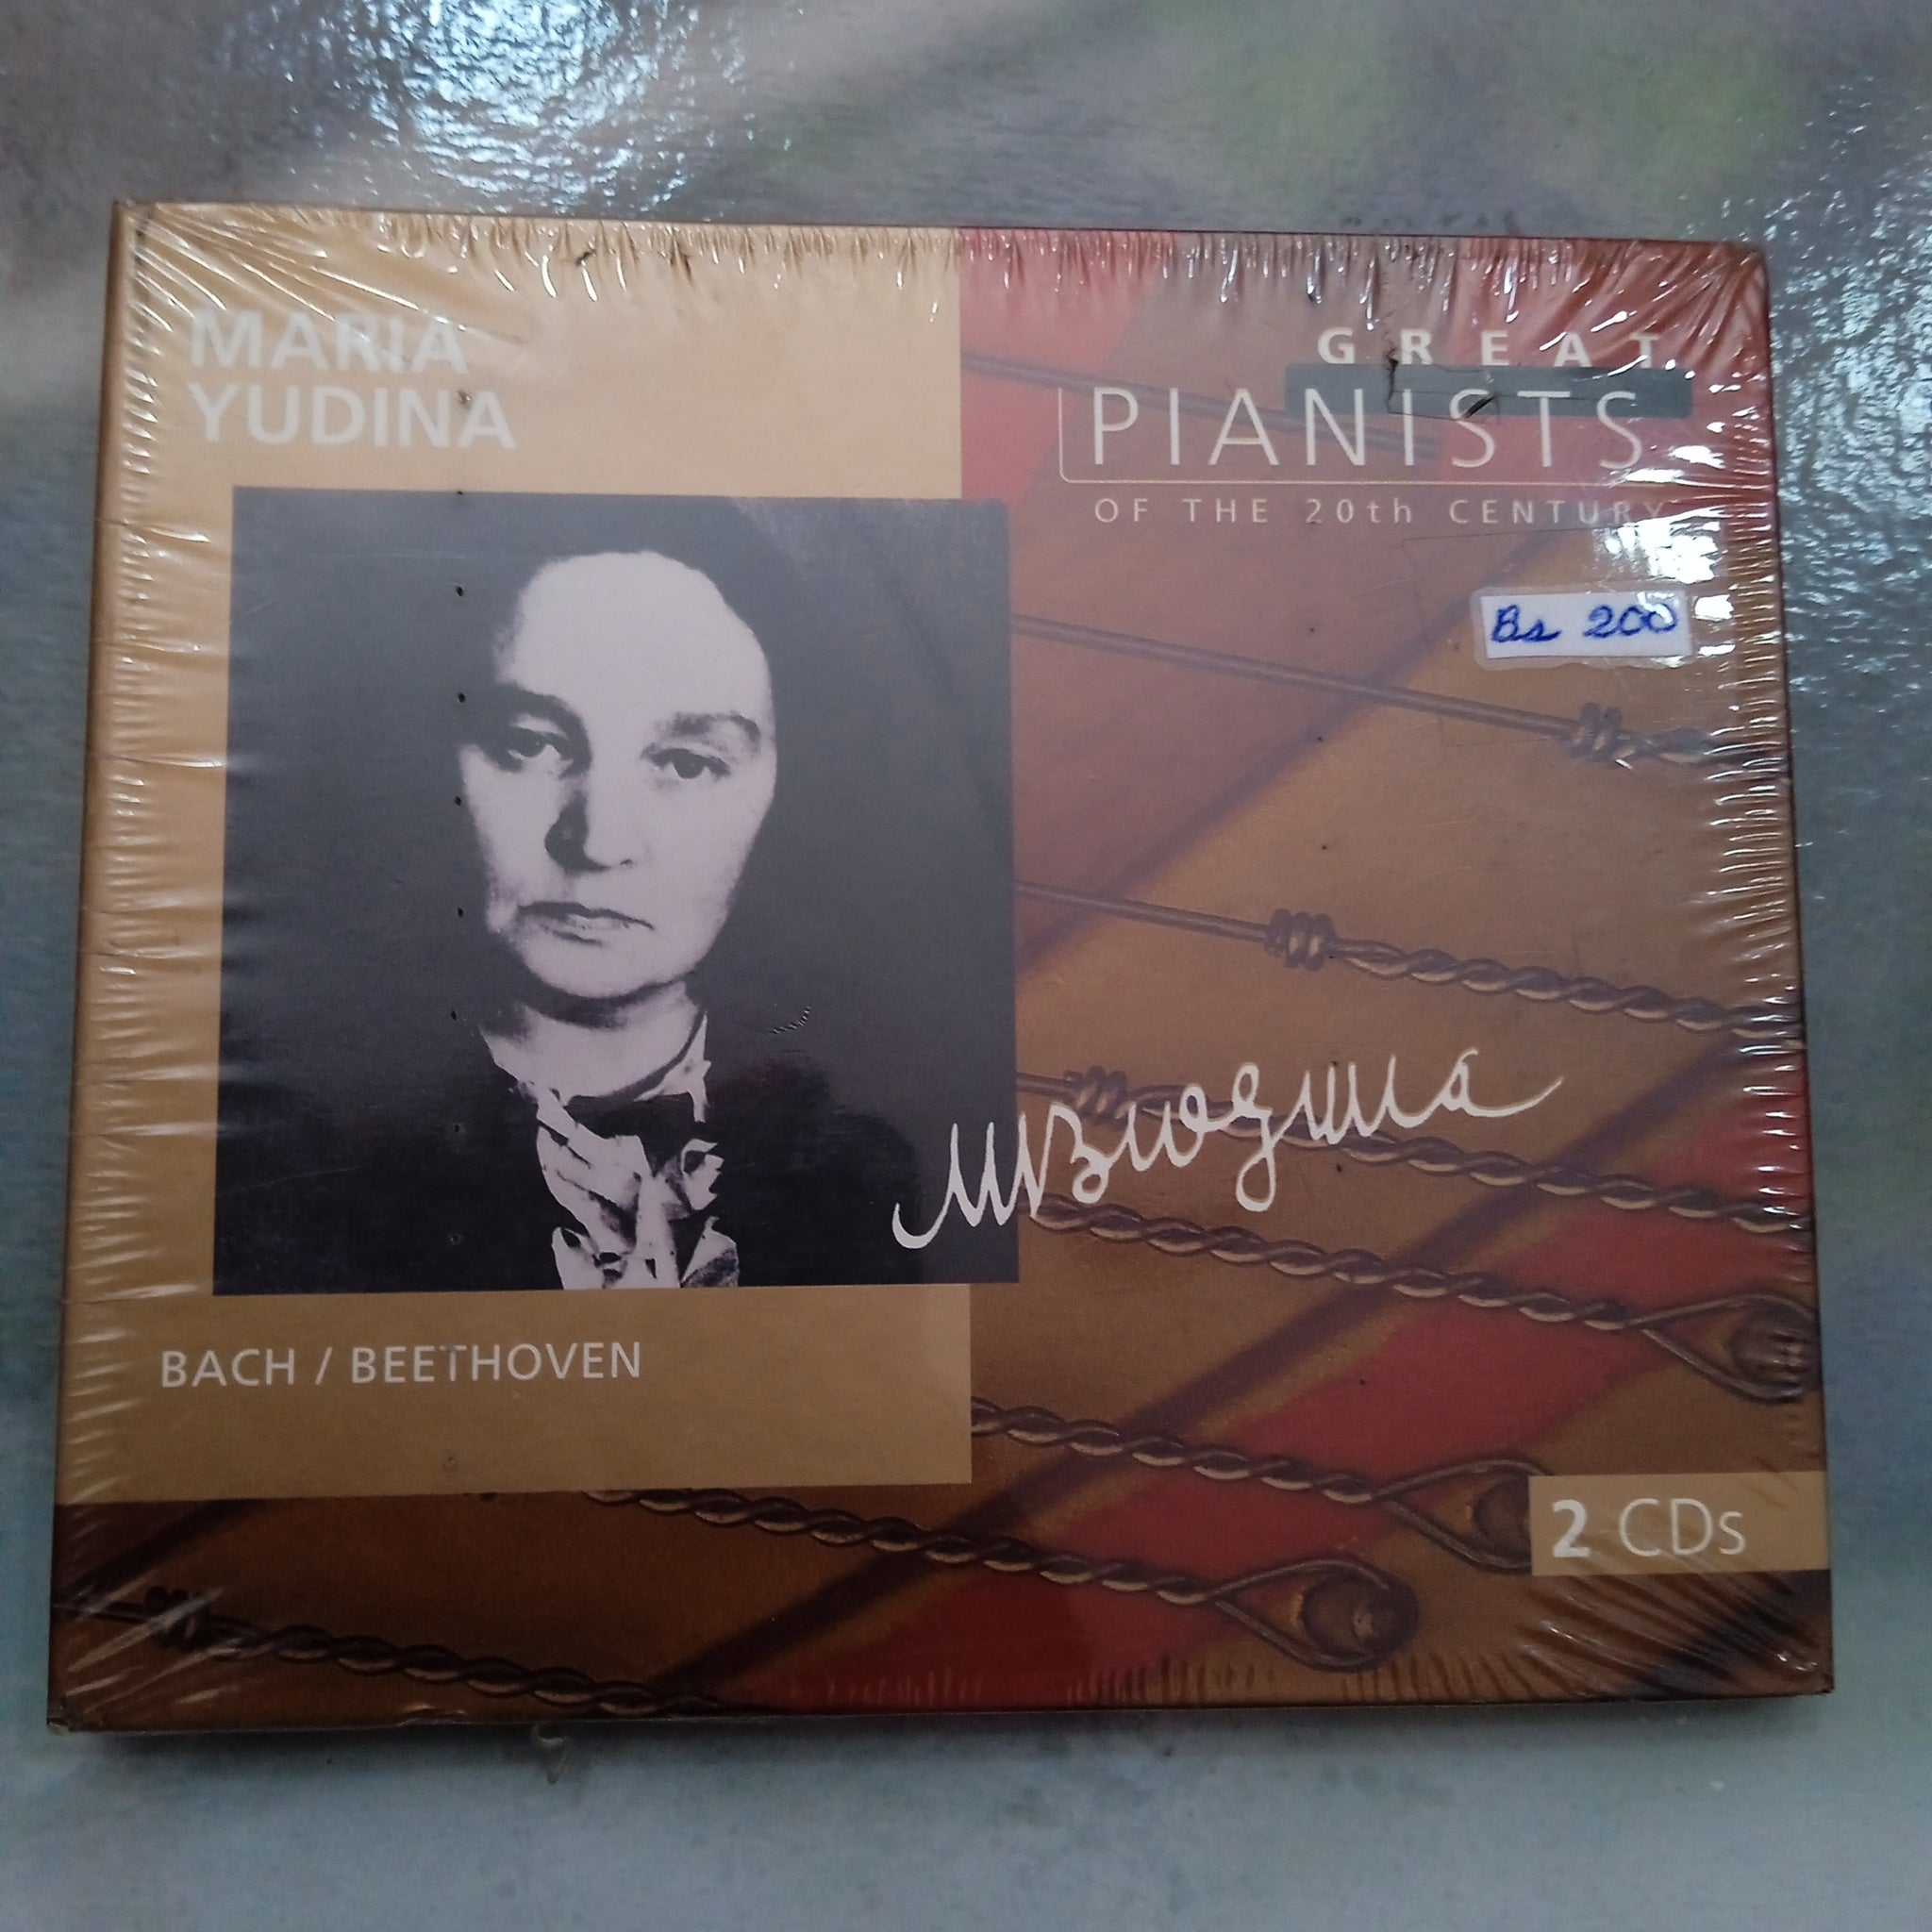 MARIA
YUDINA
GREAT
PIANISTS
OF THE 20th CENTURY
Bs 200
BACH / BEETHOVEN
2 CDs